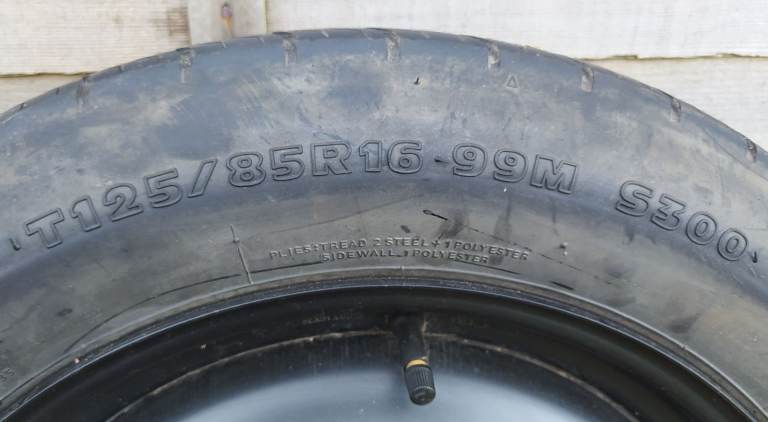 T125/85R16 99M S300
PLIES: TREAD 2 STEEL + 1 POLYESTER
SIDEWALL 1 POLYESTER